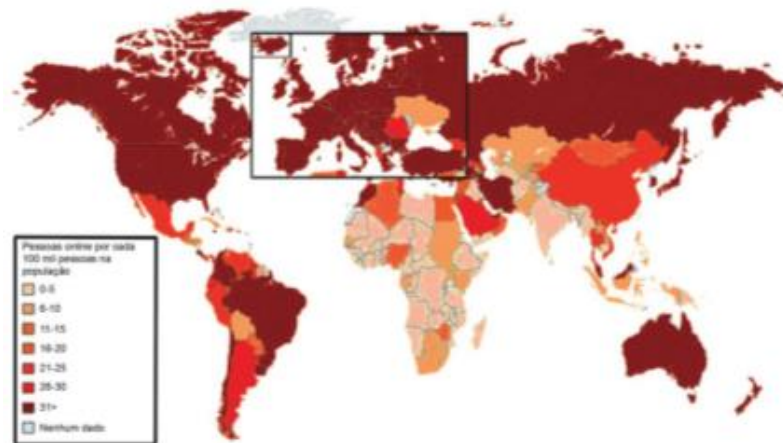 Pessoas online por cada
100 mil pessoas na
população
0-5
6-10
11-15
16-20
21-25
26-30
31+
Nenhum dado